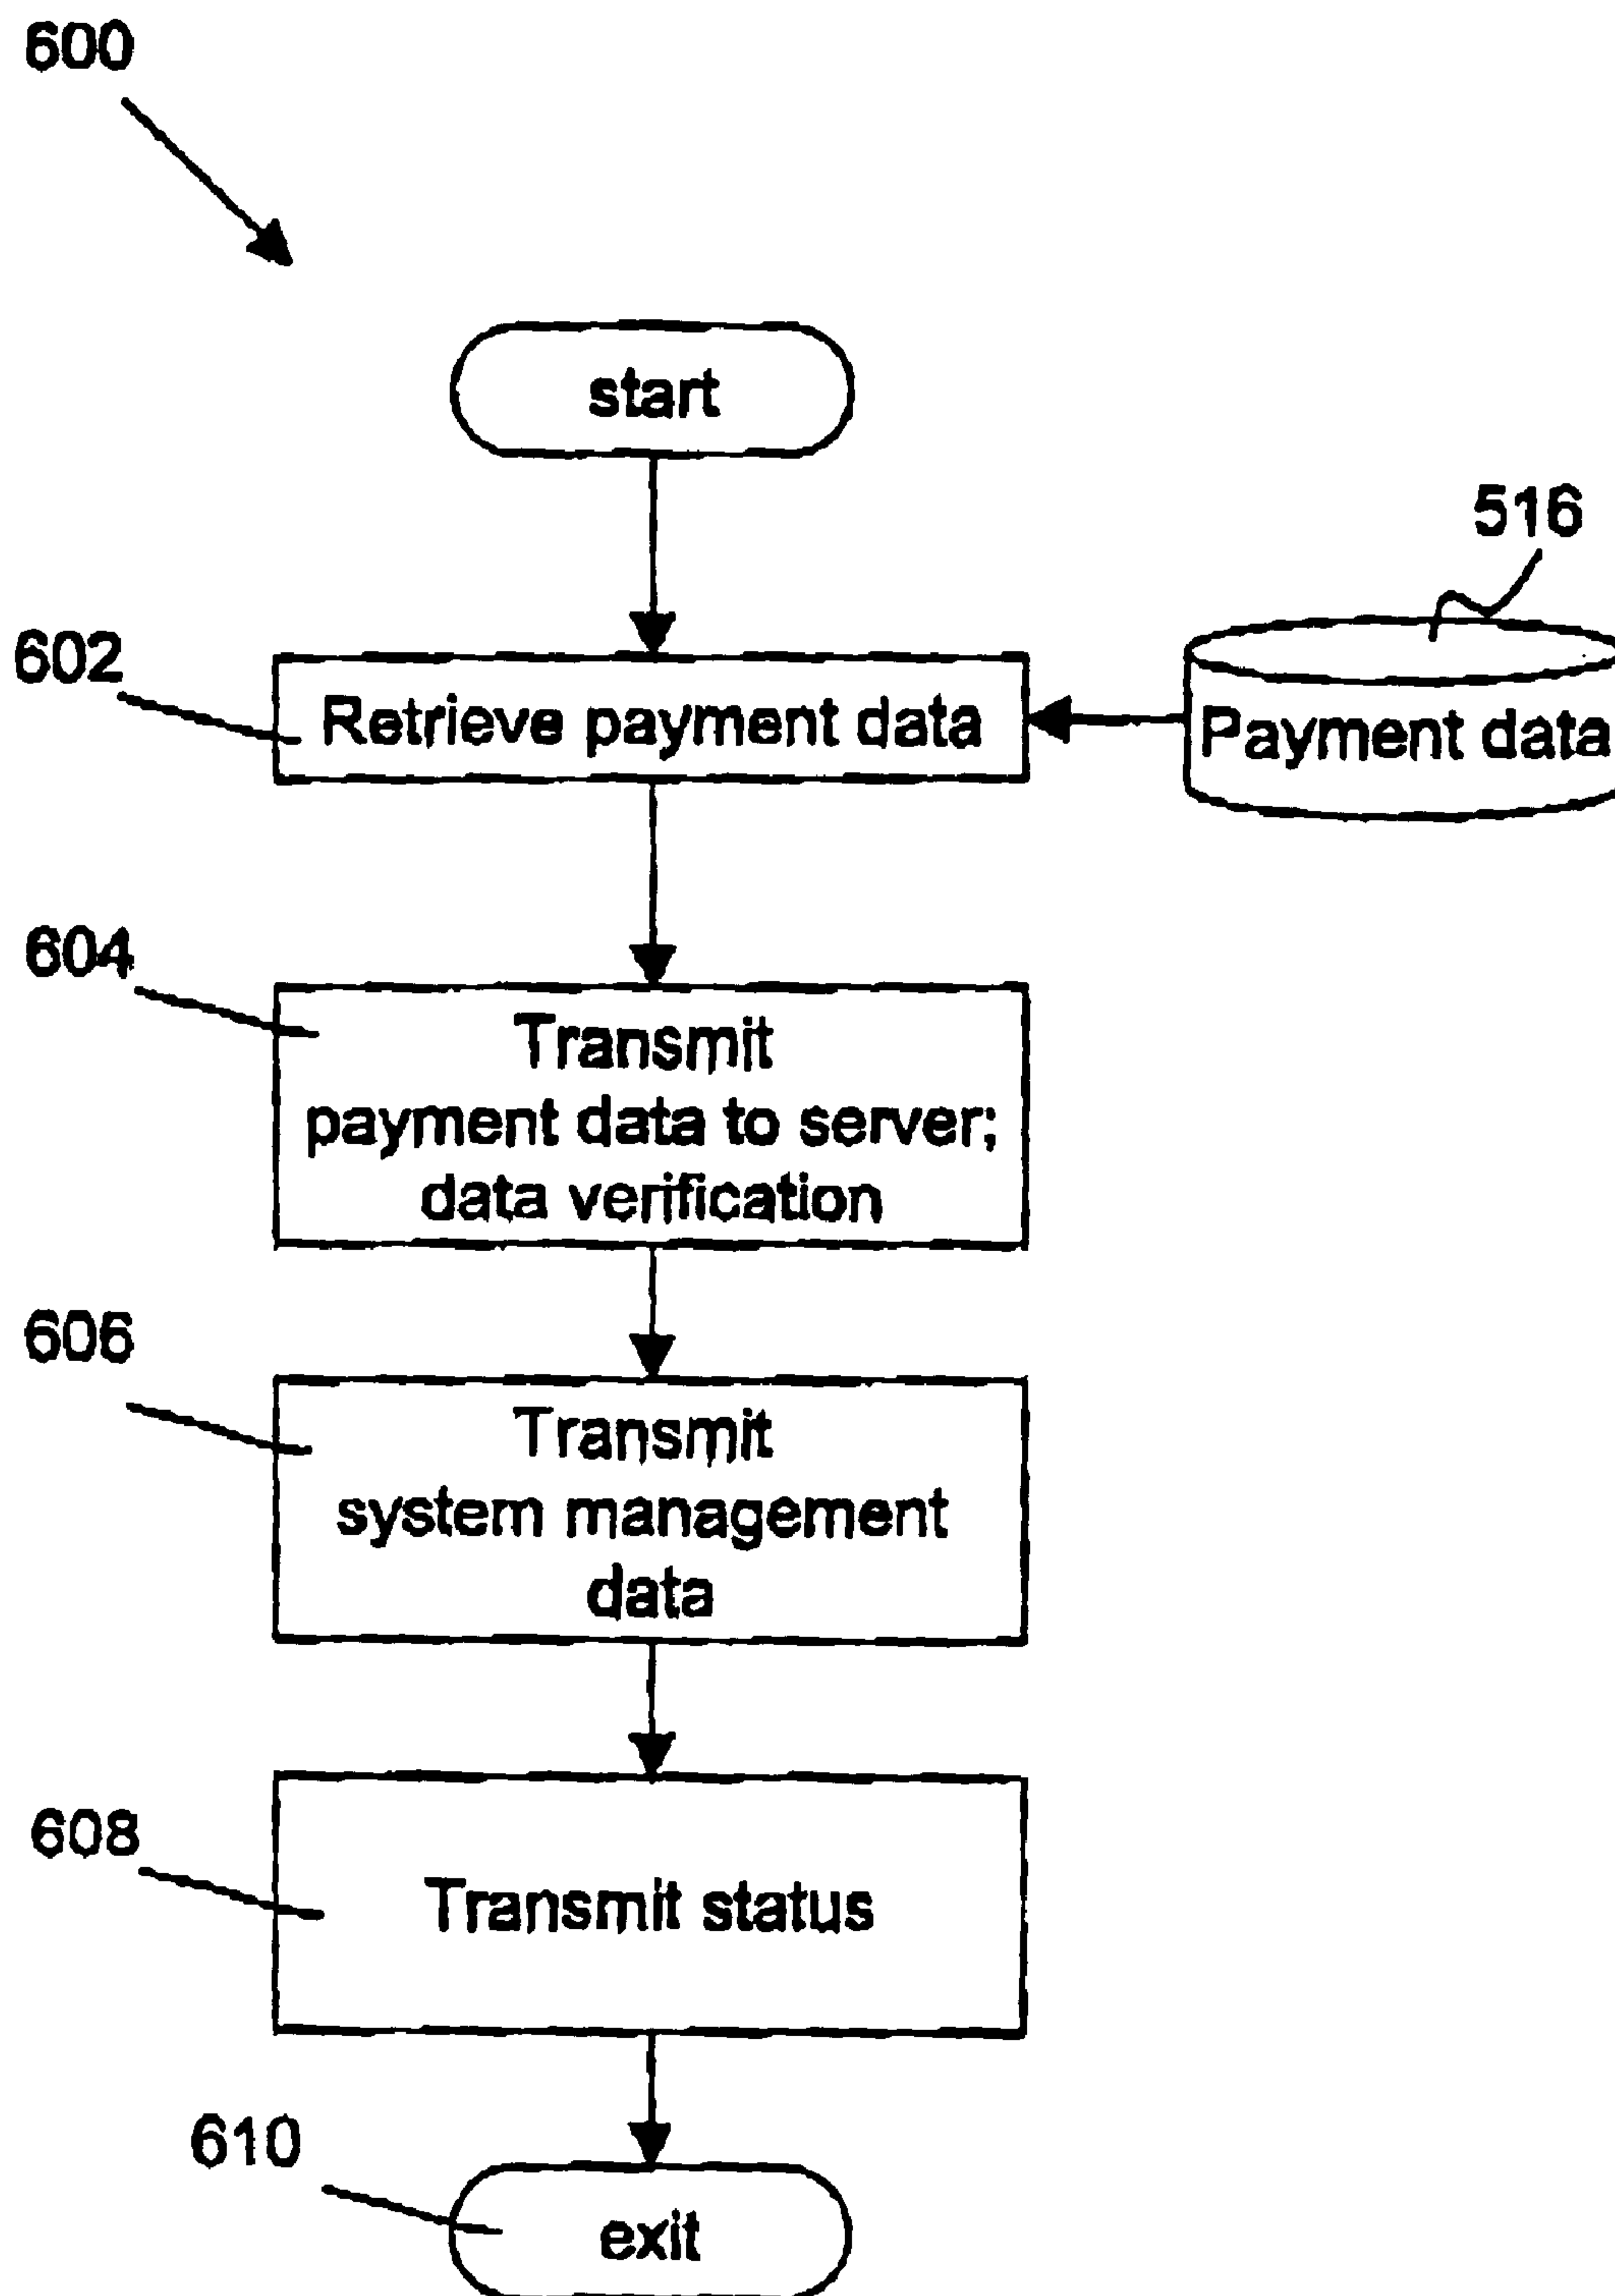 600
start
516
602
Retrieve payment data
Payment data
604
Transmit
payment data to server;
data verification
606
Transmit
system management
data
608
Transmit status
610
exit